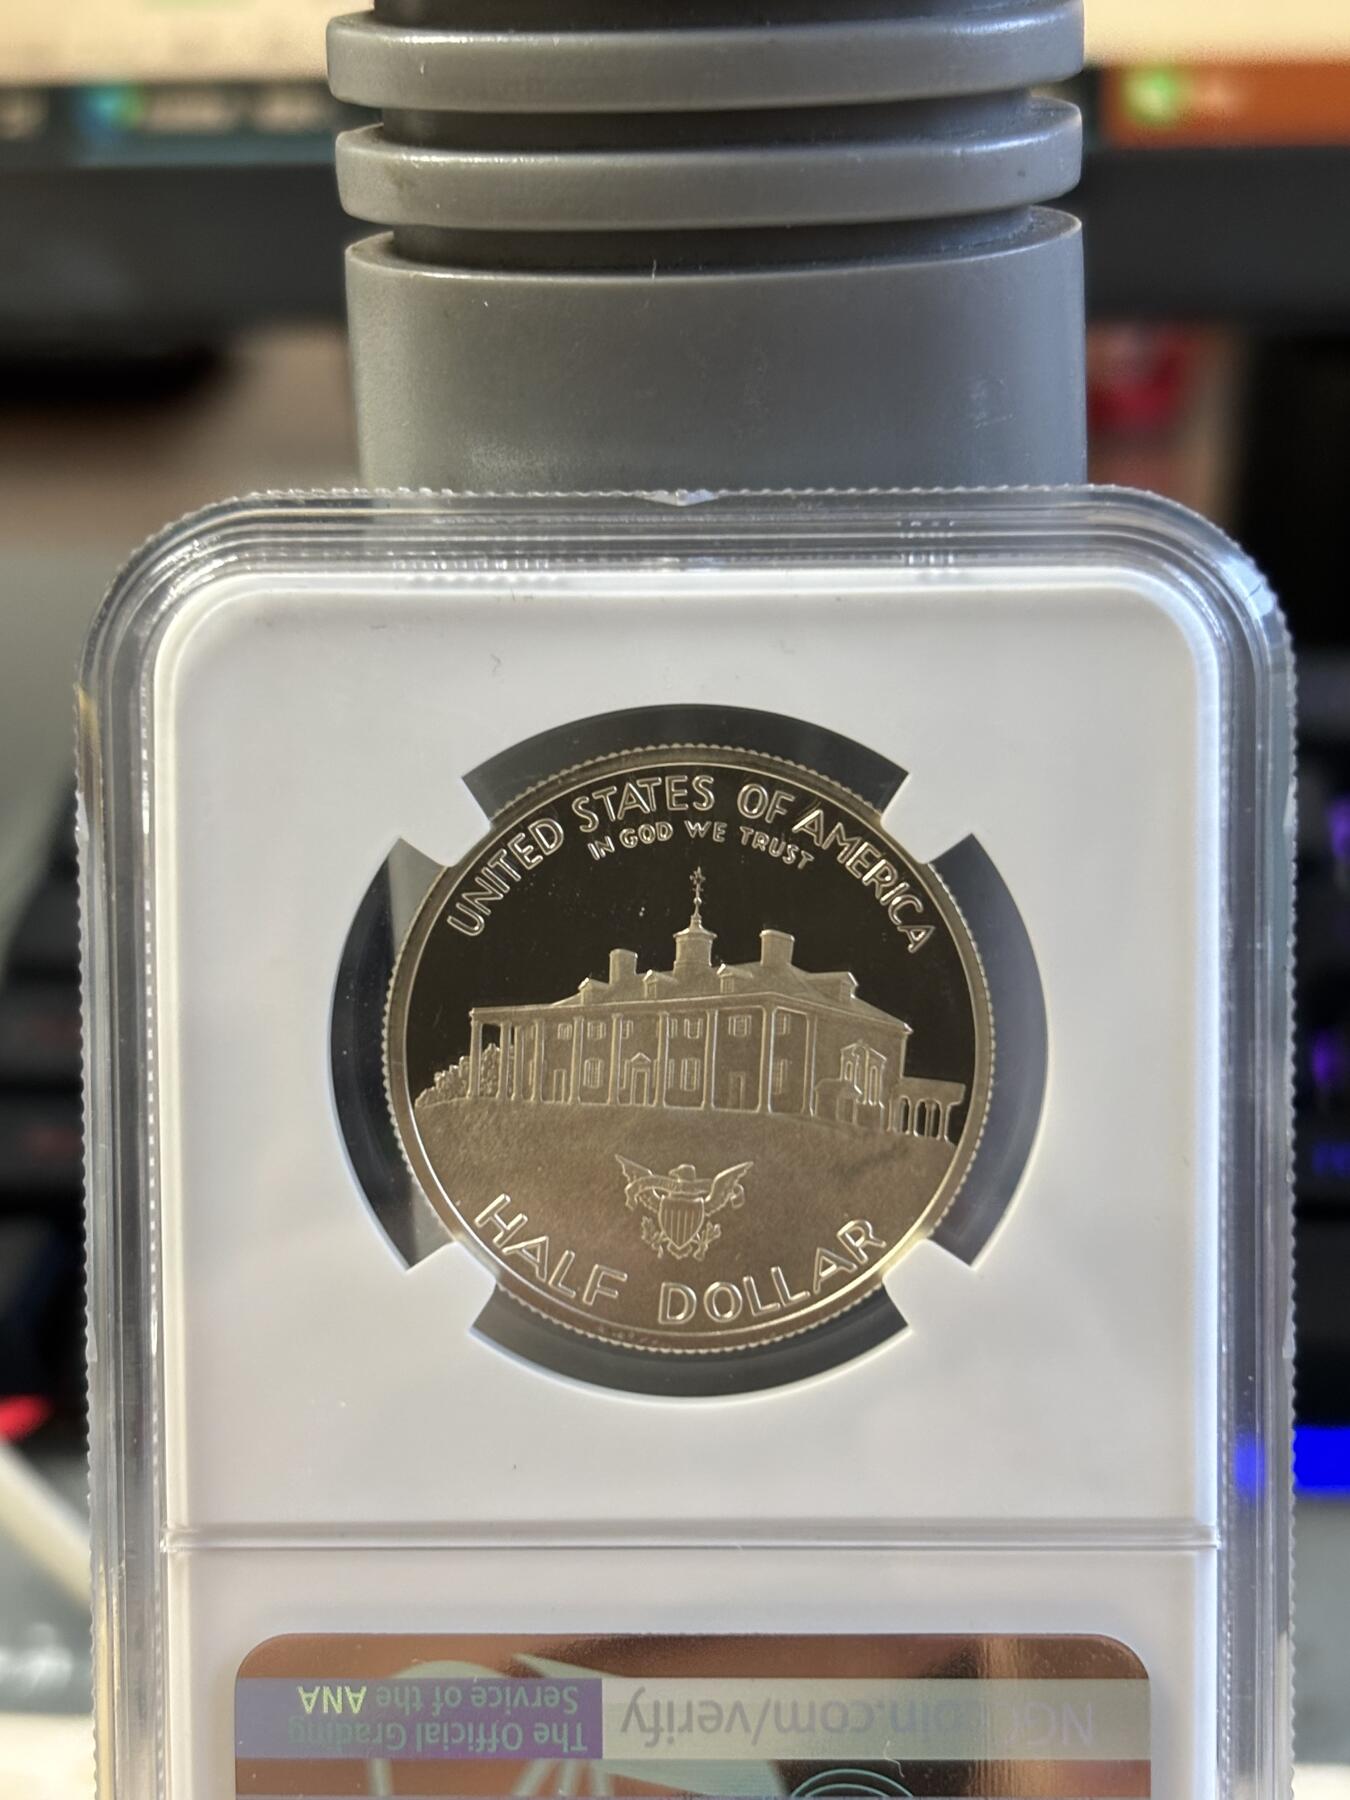 UNITED STATES OF AMERICA
IN GOD WE TRUST
HALF DOLLAR
NGCcoin.com/verify
The Official Grading
Service of the ANA